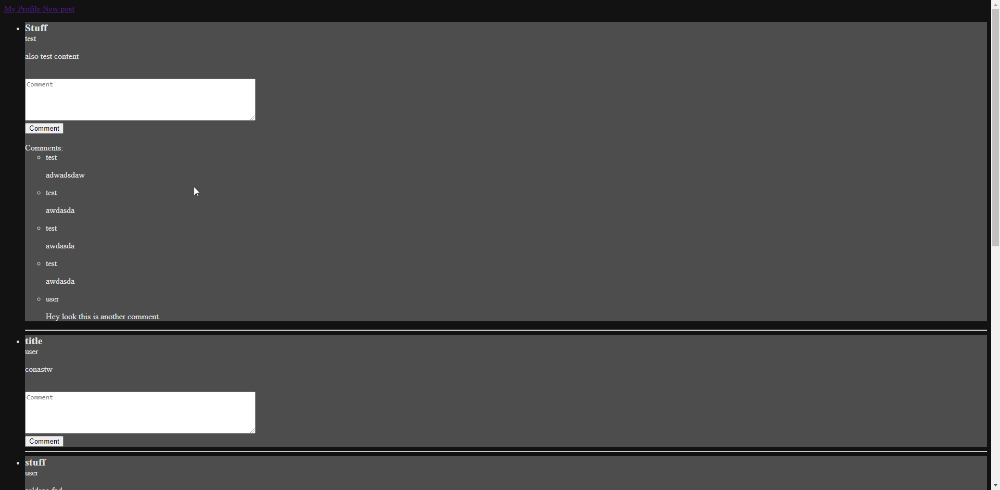 My Profile New post
Stuff
test
also test content
Comment
Comment
Comments:
test
adwadsdaw
test
awdasda
test
awdasda
test
awdasda
user
Hey look this is another comment.
title
user
conastw
Comment
Comment
stuff
user